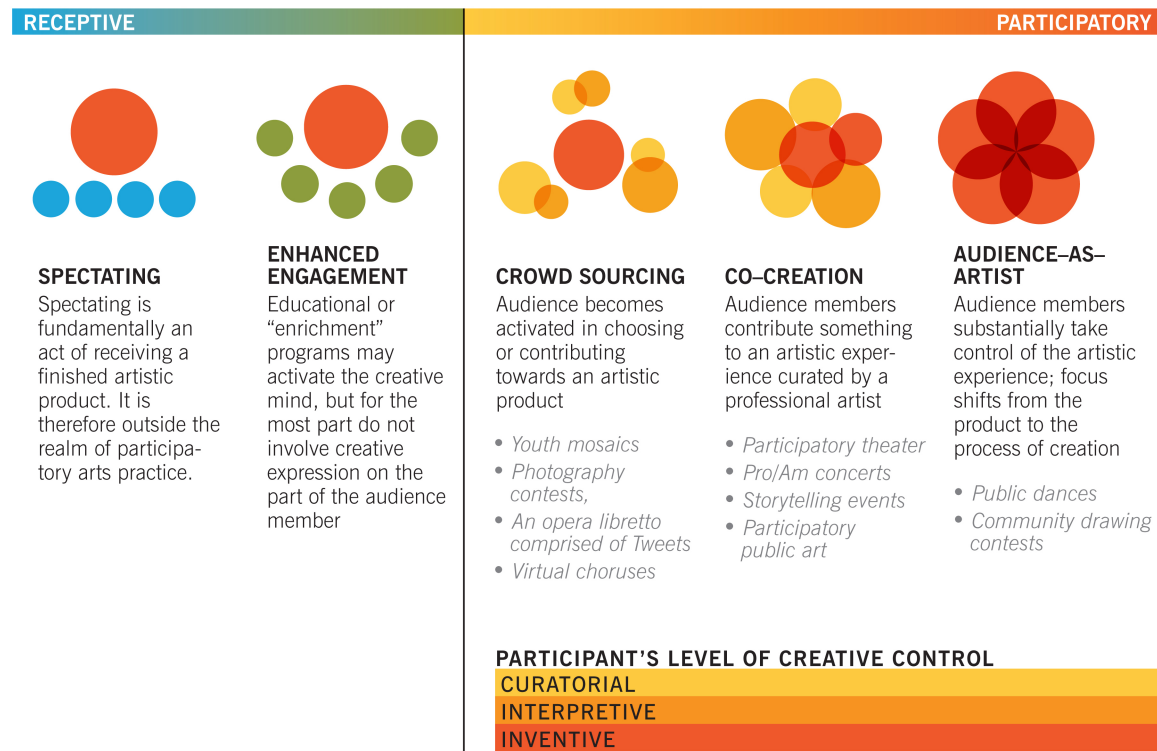 RECEPTIVE
PARTICIPATORY
SPECTATING
Spectating is
fundamentally an
act of receiving a
finished artistic
product. It is
therefore outside the
realm of participa-
tory arts practice.
ENHANCED
ENGAGEMENT
Educational or
“enrichment”
programs may
activate the creative
mind, but for the
most part do not
involve creative
expression on the
part of the audience
member
CROWD SOURCING
Audience becomes
activated in choosing
or contributing
towards an artistic
product
• Youth mosaics
• Photography
contests,
• An opera libretto
comprised of Tweets
• Virtual choruses
CO–CREATION
Audience members
contribute something
to an artistic exper-
ience curated by a
professional artist
• Participatory theater
• Pro/Am concerts
• Storytelling events
• Participatory
public art
AUDIENCE–AS–
ARTIST
Audience members
substantially take
control of the artistic
experience; focus
shifts from the
product to the
process of creation
• Public dances
• Community drawing
contests
PARTICIPANT’S LEVEL OF CREATIVE CONTROL
CURATORIAL
INTERPRETIVE
INVENTIVE